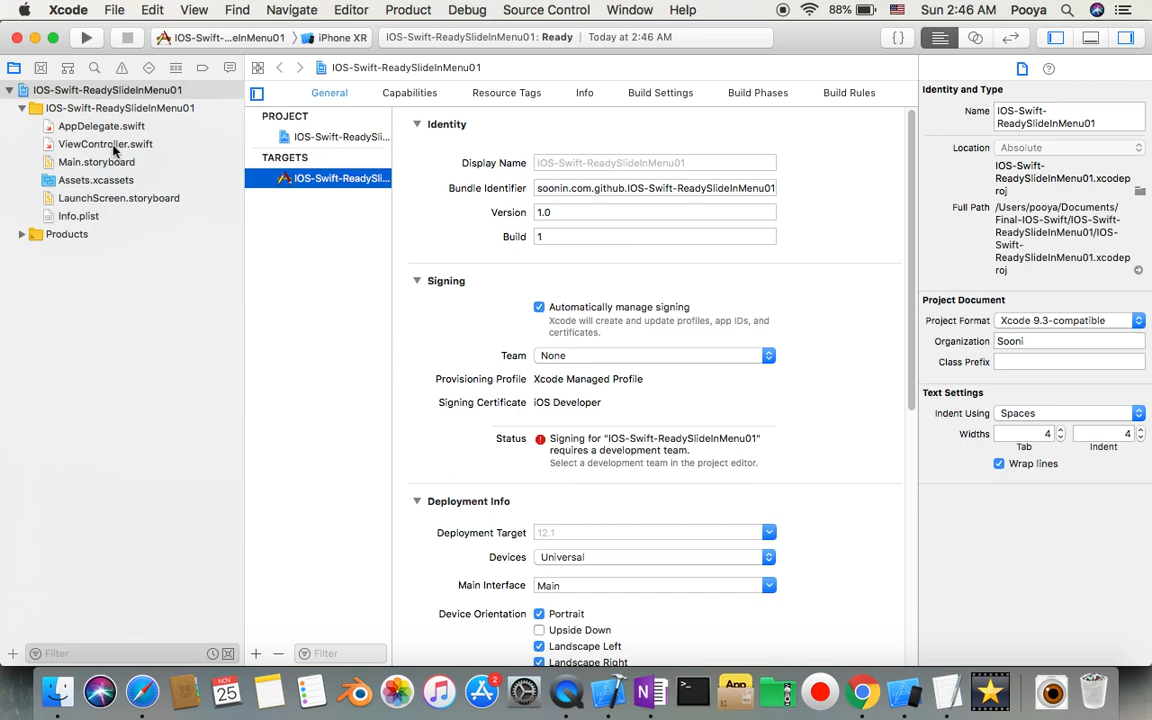 Xcode File Edit View Find Navigate Editor Product Debug Source Control Window Help 88% Sun 2:46 AM Pooya
IOS-Swift-...eInMenu01 iPhone XR IOS-Swift-ReadySlideInMenu01: Ready Today at 2:46 AM
IOS-Swift-ReadySlideInMenu01
IOS-Swift-ReadySlideInMenu01
AppDelegate.swift
ViewController.swift
Main.storyboard
Assets.xcassets
LaunchScreen.storyboard
Info.plist
Products
Filter
IOS-Swift-ReadySlideInMenu01
General Capabilities Resource Tags Info Build Settings Build Phases Build Rules
PROJECT
IOS-Swift-ReadySli...
TARGETS
IOS-Swift-ReadySli...
Filter
Identity
Display Name IOS-Swift-ReadySlideInMenu01
Bundle Identifier soonin.com.github.IOS-Swift-ReadySlideInMenu01
Version 1.0
Build 1
Signing
Automatically manage signing
Xcode will create and update profiles, app IDs, and
certificates.
Team None
Provisioning Profile Xcode Managed Profile
Signing Certificate iOS Developer
Status Signing for "IOS-Swift-ReadySlideInMenu01"
requires a development team.
Select a development team in the project editor.
Deployment Info
Deployment Target 12.1
Devices Universal
Main Interface Main
Device Orientation Portrait
Upside Down
Landscape Left
Landscape Right
Identity and Type
Name IOS-Swift-
ReadySlideInMenu01
Location Absolute
IOS-Swift-
ReadySlideInMenu01.xcodep
roj
Full Path /Users/pooya/Documents/
Final-IOS-Swift/IOS-Swift-
ReadySlideInMenu01/IOS-
Swift-
ReadySlideInMenu01.xcodep
roj
Project Document
Project Format Xcode 9.3-compatible
Organization Sooni
Class Prefix
Text Settings
Indent Using Spaces
Widths 4 4
Tab Indent
Wrap lines
NOV
25
2
App